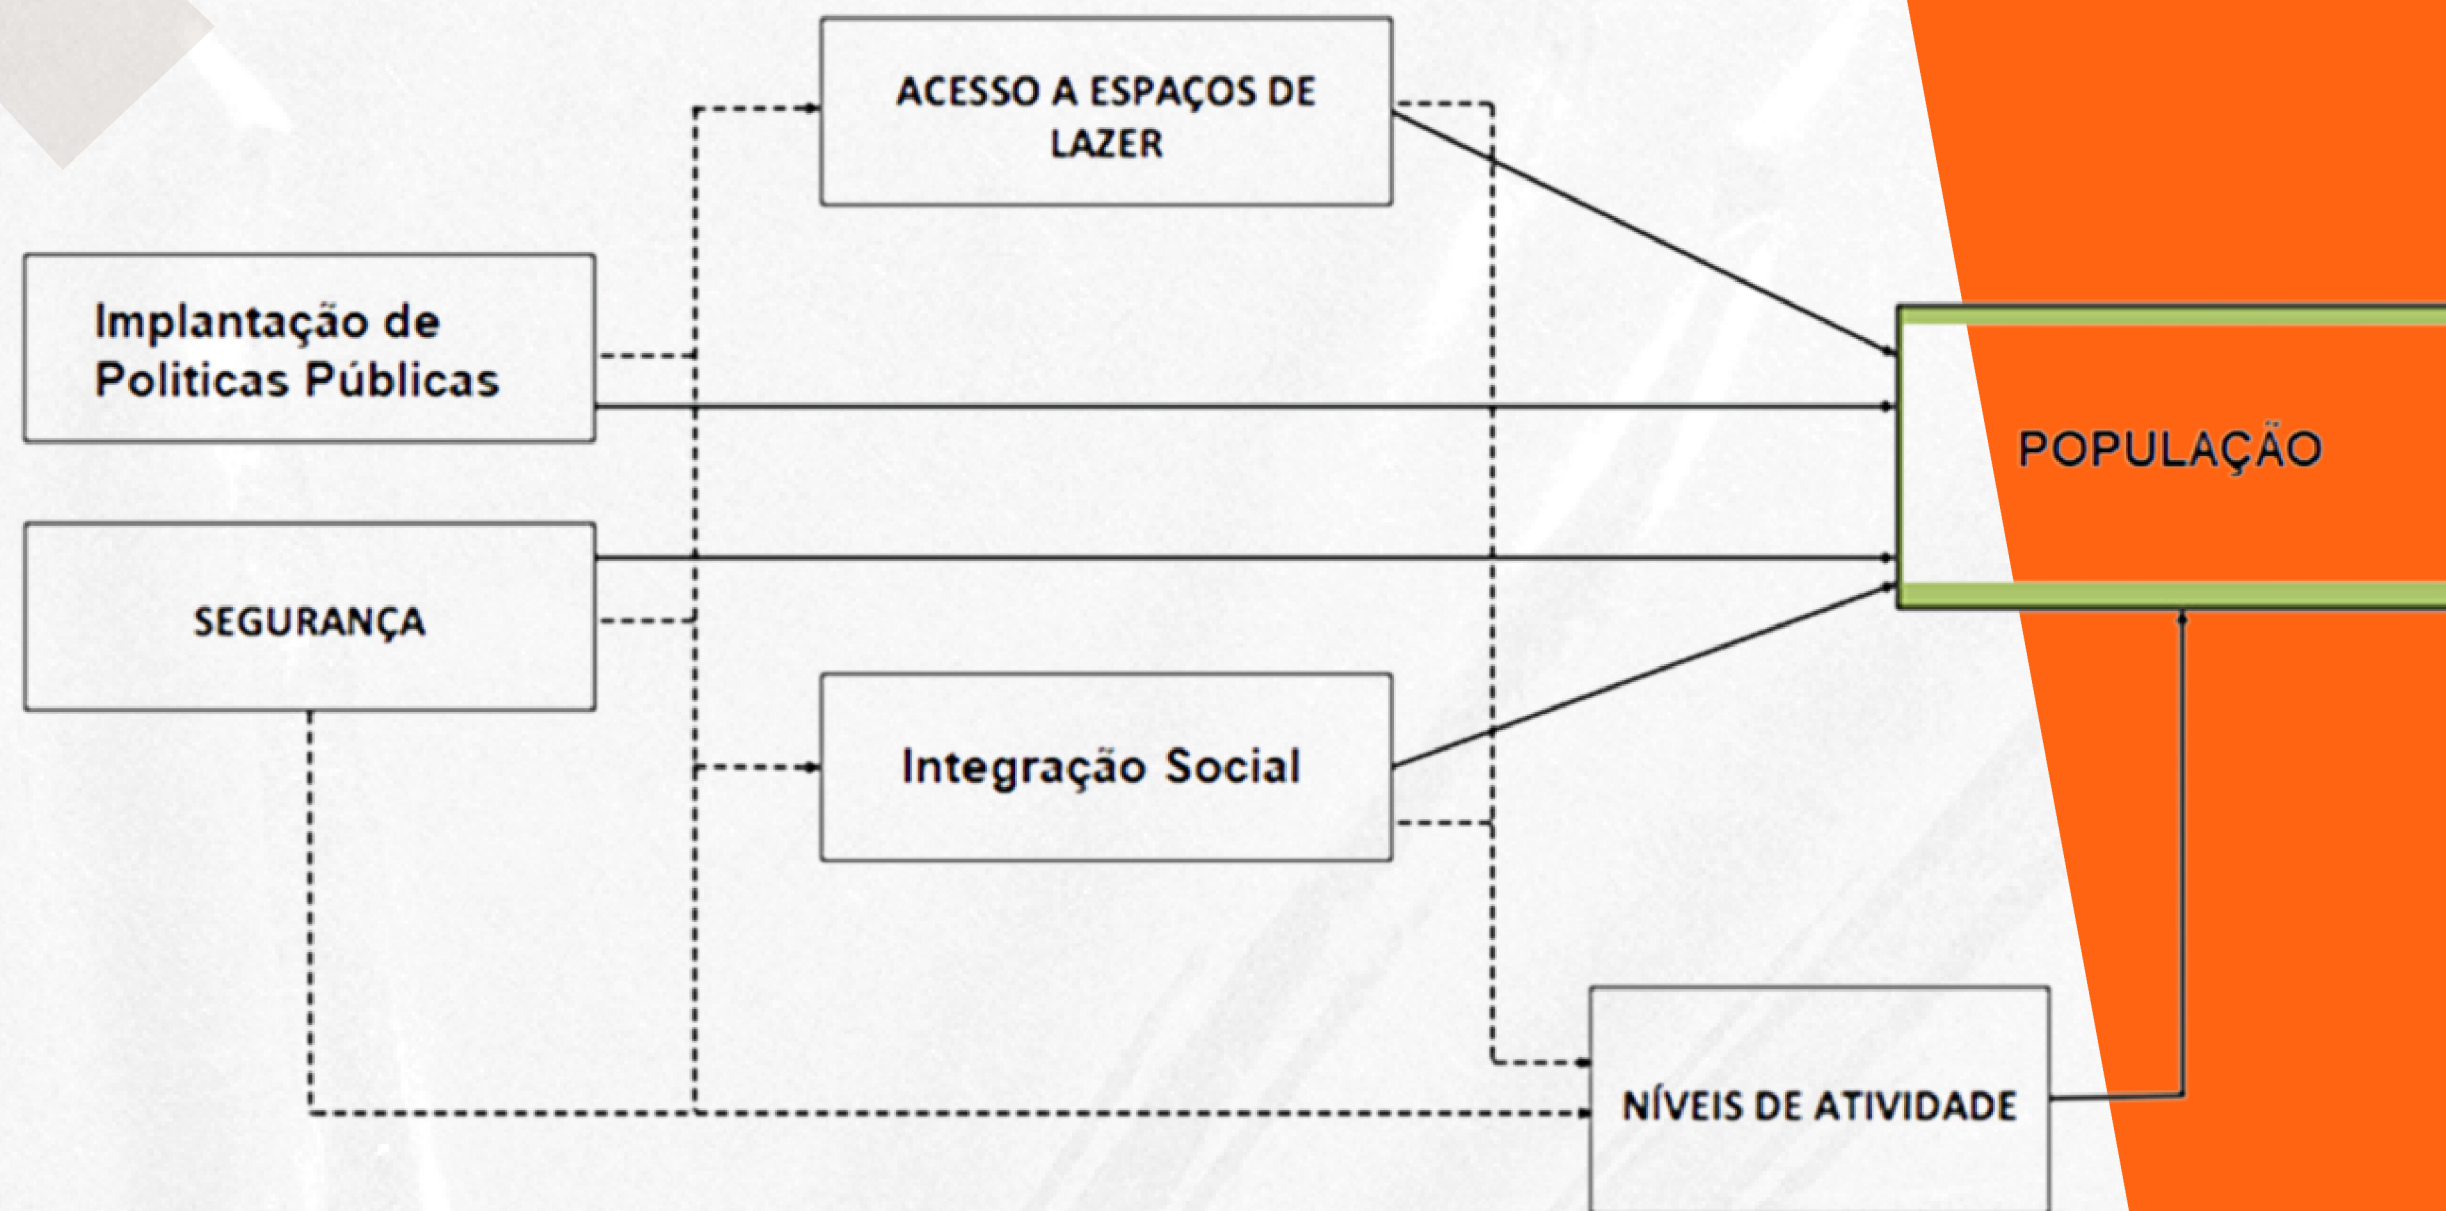 ACESSO A ESPAÇOS DE
LAZER
Implantação de
Politicas Públicas
POPULAÇÃO
SEGURANÇA
Integração Social
NÍVEIS DE ATIVIDADE